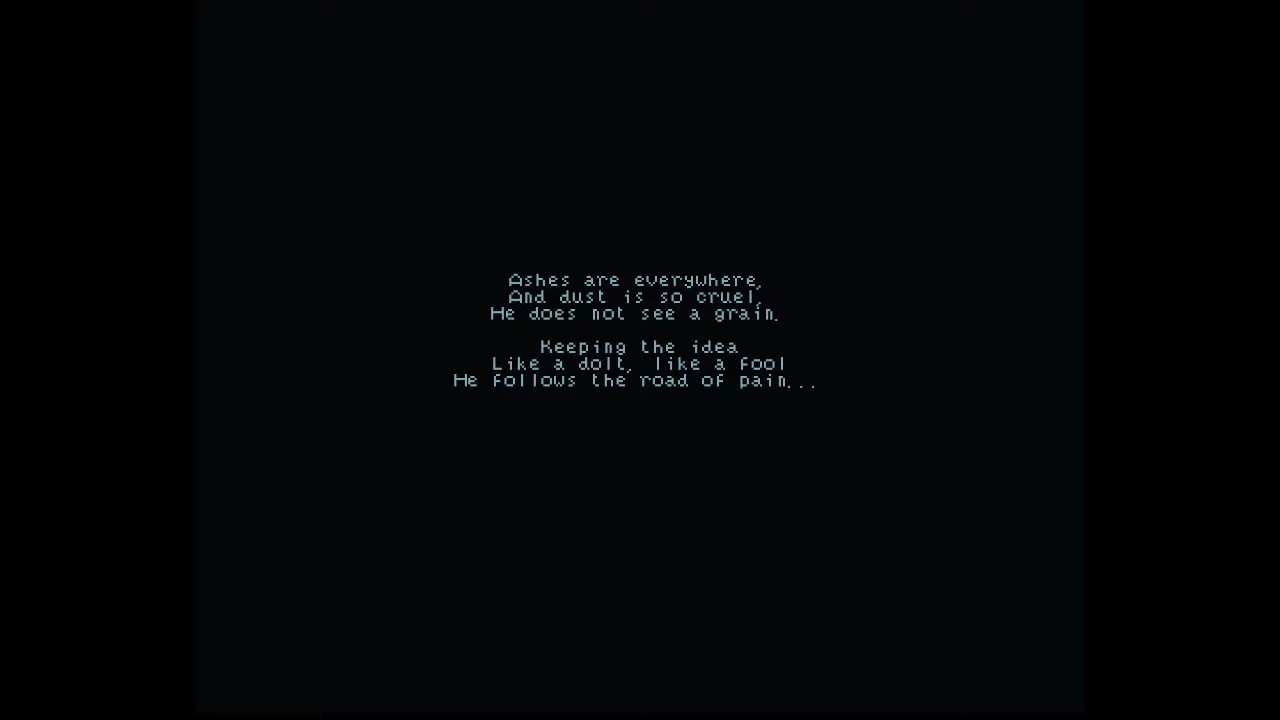 Ashes are everywhere,
And dust is so cruel,
He does not see a grain.
Keeping the idea
Like a dolt, like a fool
He follows the road of pain...